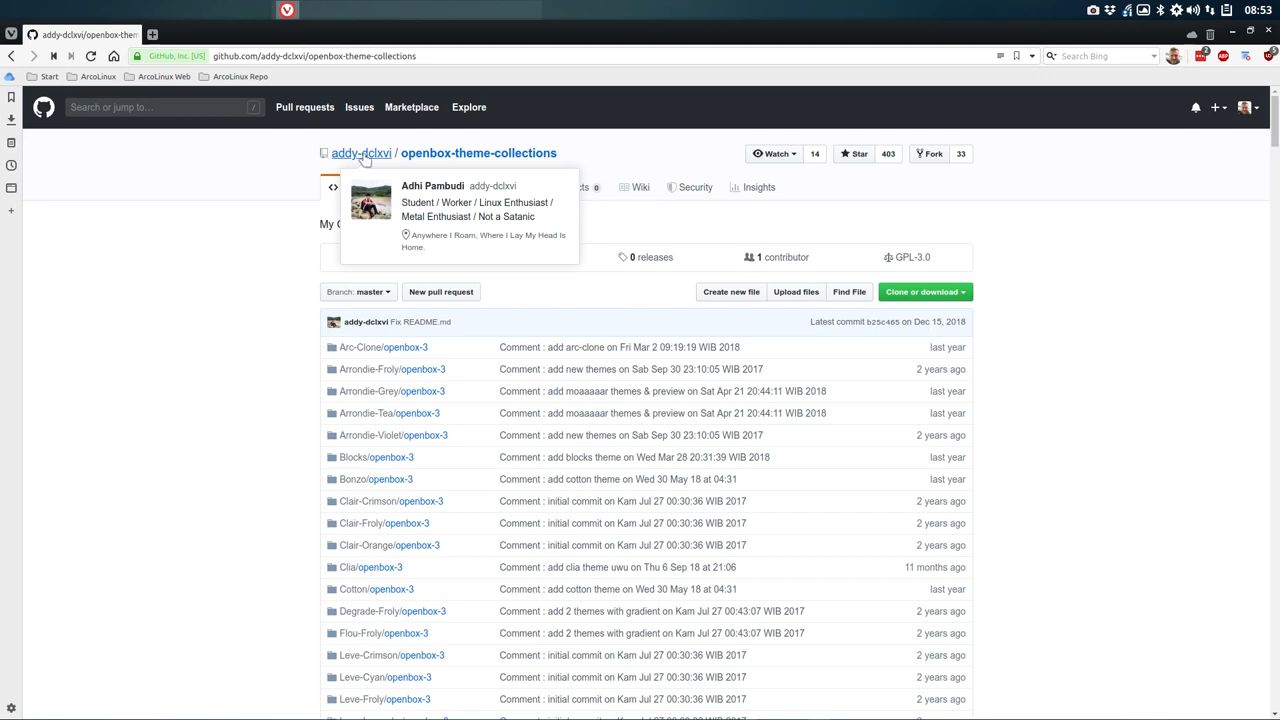 08:53
addy-dclxvi/openbox-them
GitHub, Inc. [US]
github.com/addy-dclxvi/openbox-theme-collections
Search Bing
2
ABP
5
Start
ArcoLinux
ArcoLinux Web
ArcoLinux Repo
Search or jump to...
/
Pull requests
Issues
Marketplace
Explore
addy-dclxvi / openbox-theme-collections
Watch
14
Star
403
Fork
33
cts 0
Wiki
Security
Insights
Adhi Pambudi addy-dclxvi
Student / Worker / Linux Enthusiast /
Metal Enthusiast / Not a Satanic
Anywhere I Roam, Where I Lay My Head Is
Home.
My
0 releases
1 contributor
GPL-3.0
Branch: master
New pull request
Create new file
Upload files
Find File
Clone or download
addy-dclxvi Fix README.md
Latest commit b25c465 on Dec 15, 2018
Arc-Clone/openbox-3 Comment : add arc-clone on Fri Mar 2 09:19:19 WIB 2018 last year
Arrondie-Froly/openbox-3 Comment : add new themes on Sab Sep 30 23:10:05 WIB 2017 2 years ago
Arrondie-Grey/openbox-3 Comment : add moaaaaar themes & preview on Sat Apr 21 20:44:11 WIB 2018 last year
Arrondie-Tea/openbox-3 Comment : add moaaaaar themes & preview on Sat Apr 21 20:44:11 WIB 2018 last year
Arrondie-Violet/openbox-3 Comment : add new themes on Sab Sep 30 23:10:05 WIB 2017 2 years ago
Blocks/openbox-3 Comment : add blocks theme on Wed Mar 28 20:31:39 WIB 2018 last year
Bonzo/openbox-3 Comment : add cotton theme on Wed 30 May 18 at 04:31 last year
Clair-Crimson/openbox-3 Comment : initial commit on Kam Jul 27 00:30:36 WIB 2017 2 years ago
Clair-Froly/openbox-3 Comment : initial commit on Kam Jul 27 00:30:36 WIB 2017 2 years ago
Clair-Orange/openbox-3 Comment : initial commit on Kam Jul 27 00:30:36 WIB 2017 2 years ago
Clia/openbox-3 Comment : add clia theme uwu on Thu 6 Sep 18 at 21:06 11 months ago
Cotton/openbox-3 Comment : add cotton theme on Wed 30 May 18 at 04:31 last year
Degrade-Froly/openbox-3 Comment : add 2 themes with gradient on Kam Jul 27 00:43:07 WIB 2017 2 years ago
Flou-Froly/openbox-3 Comment : add 2 themes with gradient on Kam Jul 27 00:43:07 WIB 2017 2 years ago
Leve-Crimson/openbox-3 Comment : initial commit on Kam Jul 27 00:30:36 WIB 2017 2 years ago
Leve-Cyan/openbox-3 Comment : initial commit on Kam Jul 27 00:30:36 WIB 2017 2 years ago
Leve-Froly/openbox-3 Comment : initial commit on Kam Jul 27 00:30:36 WIB 2017 2 years ago